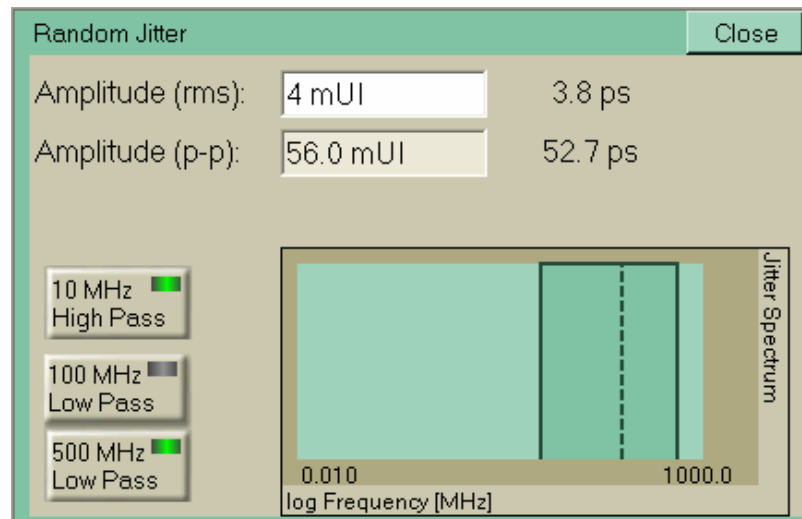 Random Jitter
Close
Amplitude (rms):
4 mUI
3.8 ps
Amplitude (p-p):
56.0 mUI
52.7 ps
10 MHz
High Pass
100 MHz
Low Pass
500 MHz
Low Pass
Jitter Spectrum
0.010
1000.0
log Frequency [MHz]